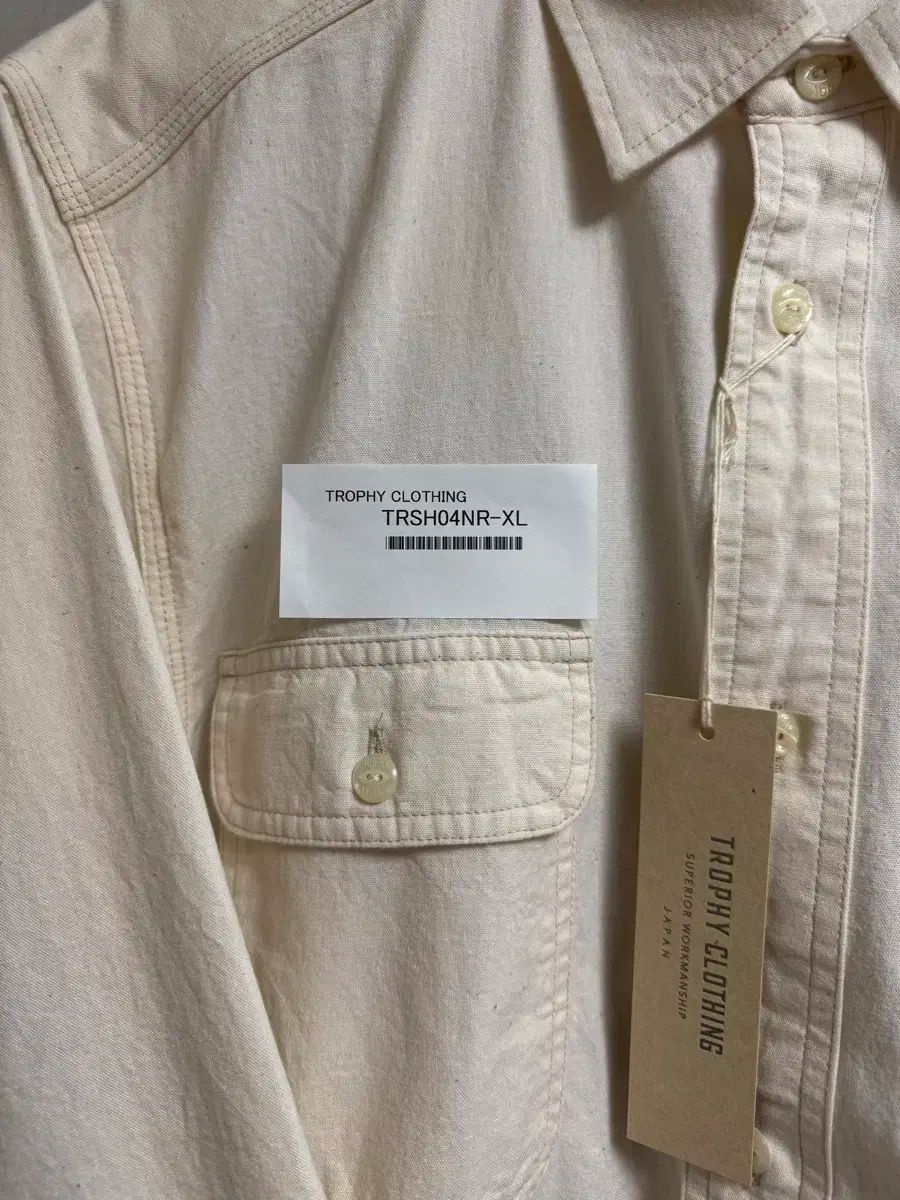 TROPHY CLOTHING
TRSH04NR-XL
TROPHY CLOTHING
SUPERIOR WORKMANSHIP
JAPAN